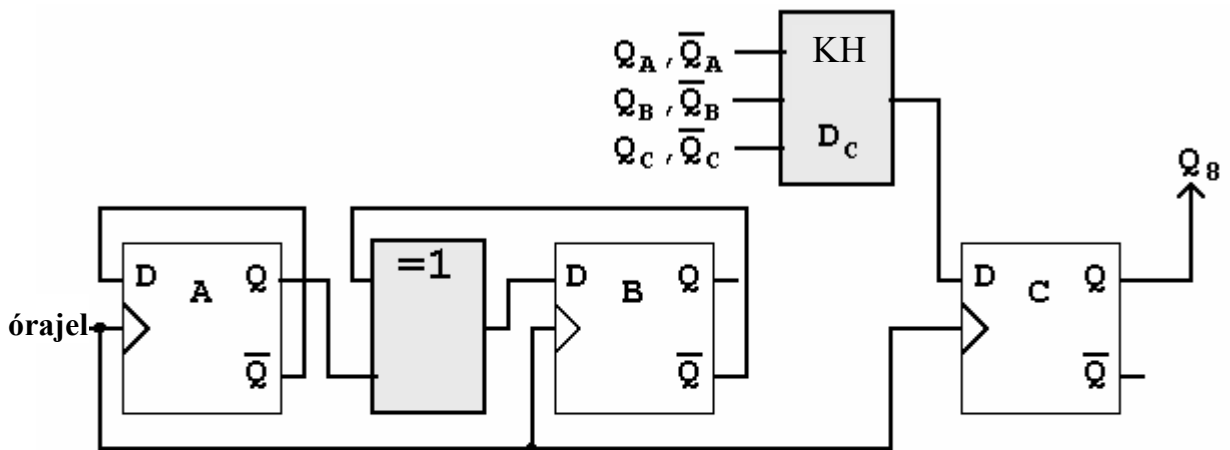 Q_A , Q̅_A KH
Q_B , Q̅_B
Q_C , Q̅_C D_C
Q_8
=1
D A Q
D B Q
D C Q
órajel
Q̅
Q̅
Q̅